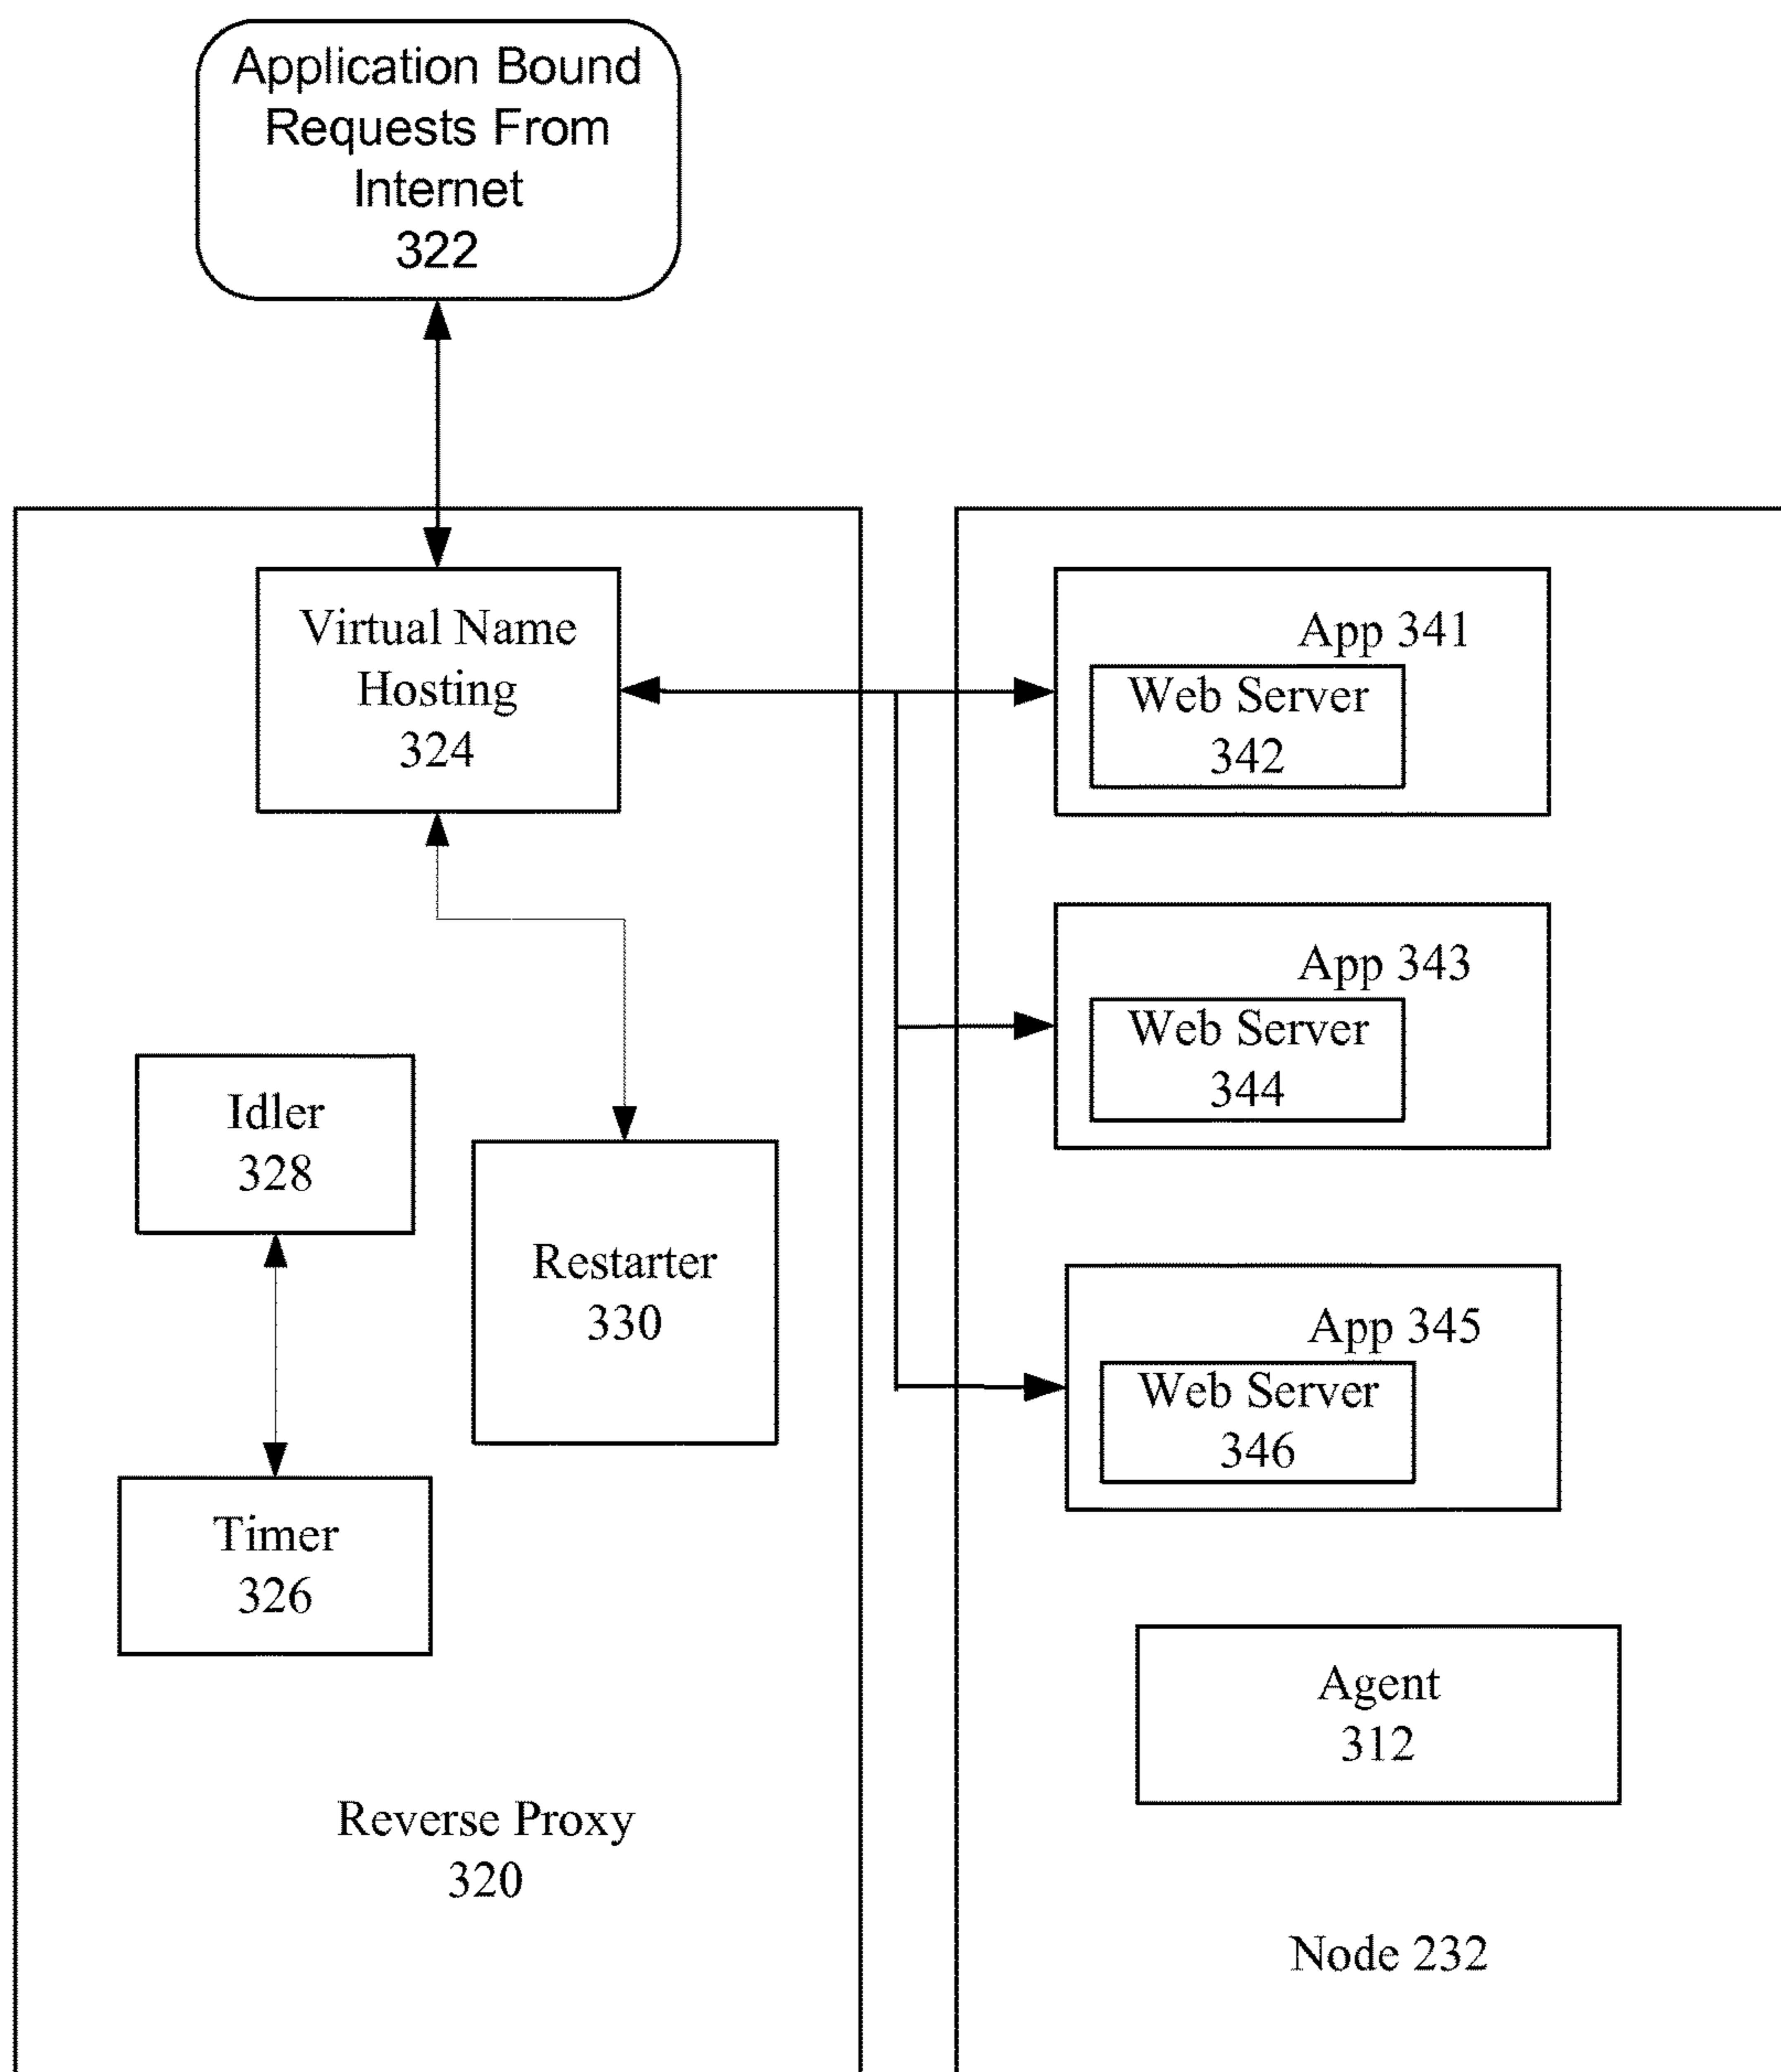 Application Bound
Requests From
Internet
322
Virtual Name
Hosting
324
Idler
328
Restarter
330
Timer
326
Reverse Proxy
320
App 341
Web Server
342
App 343
Web Server
344
App 345
Web Server
346
Agent
312
Node 232